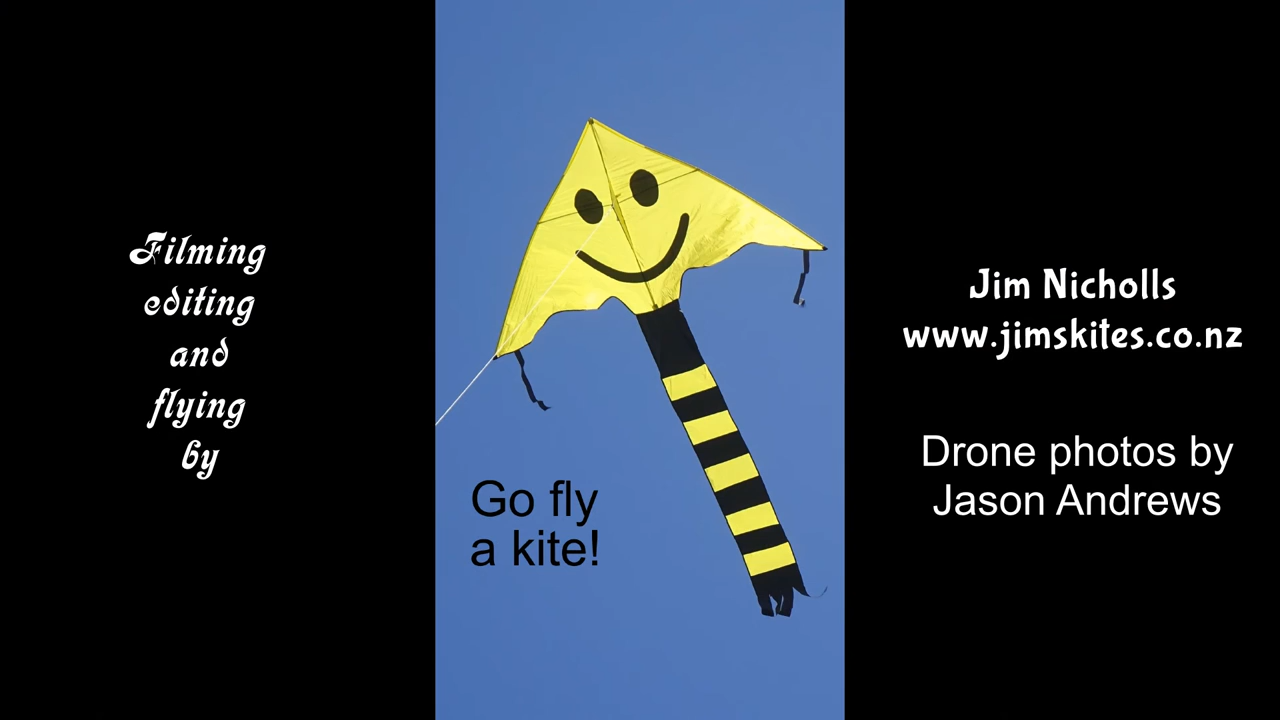 Filming
editing
and
flying
by
Go fly
a kite!
Jim Nicholls
www.jimskites.co.nz
Drone photos by
Jason Andrews